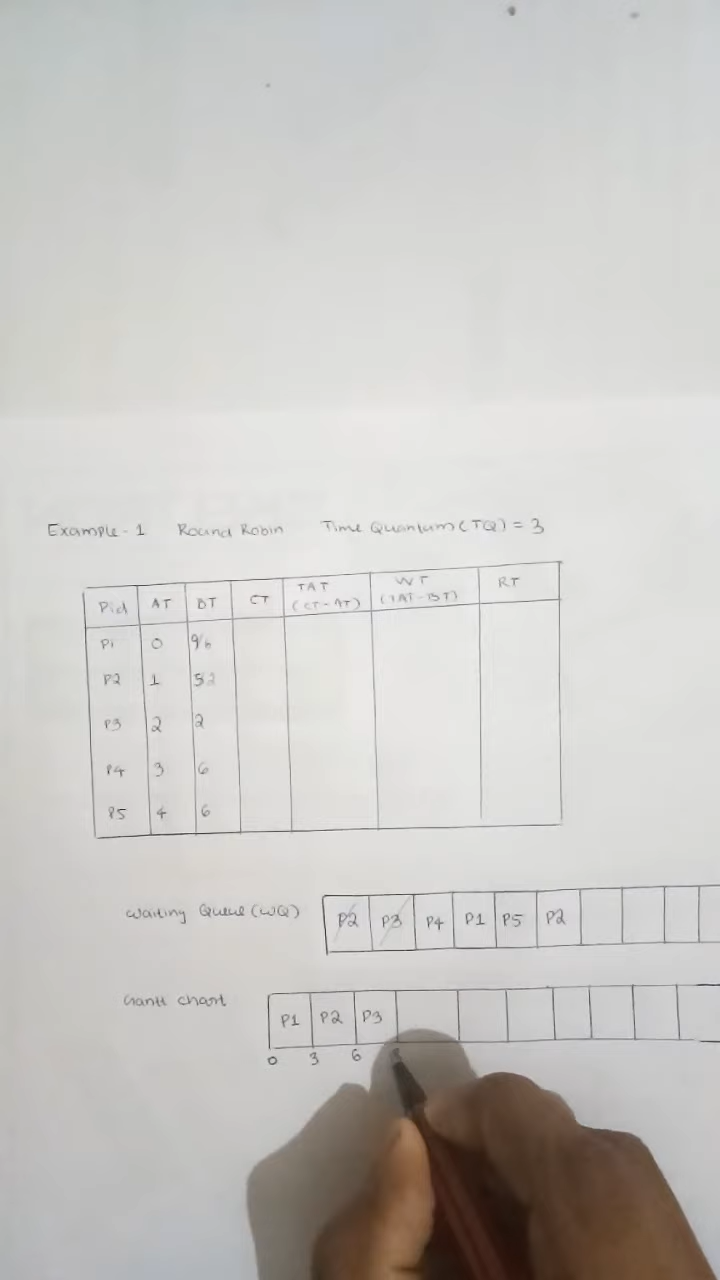 Example-1 Round Robin Time Quantum (TQ) = 3
Pid AT BT CT TAT (CT-AT) WT (TAT-BT) RT
P1 0 9 6
P2 1 5 2
P3 2 2
P4 3 6
P5 4 6
Waiting Queue (WQ) P2 P3 P4 P1 P5 P2
Gantt chart P1 P2 P3
0 3 6